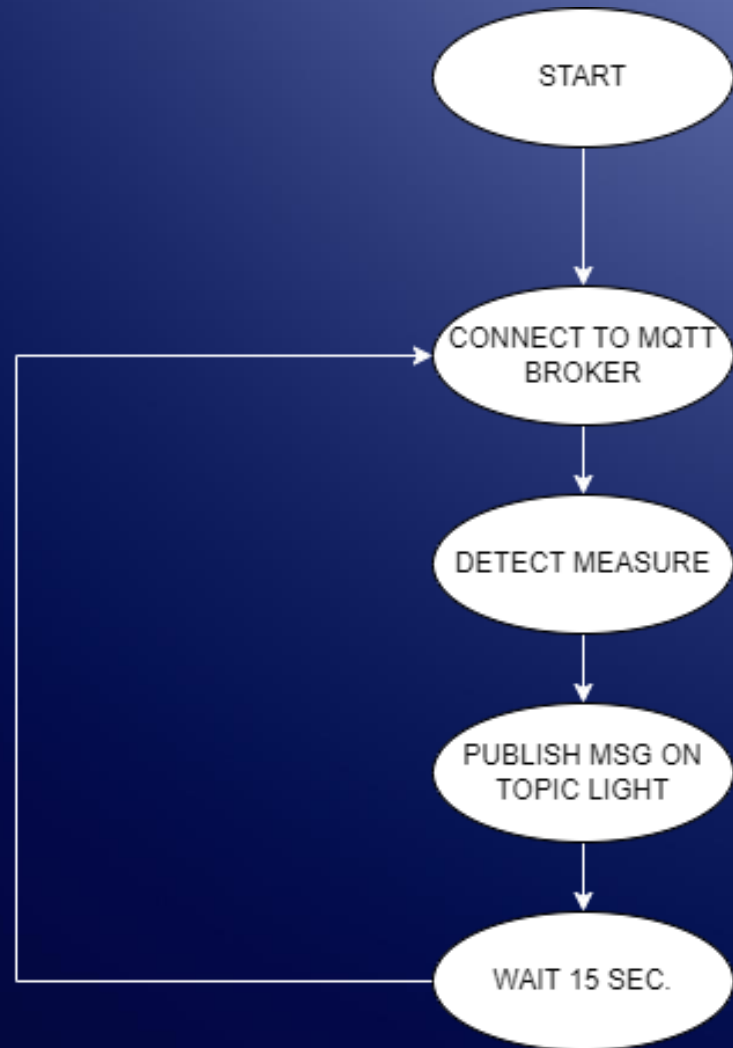 START
CONNECT TO MQTT
BROKER
DETECT MEASURE
PUBLISH MSG ON
TOPIC LIGHT
WAIT 15 SEC.